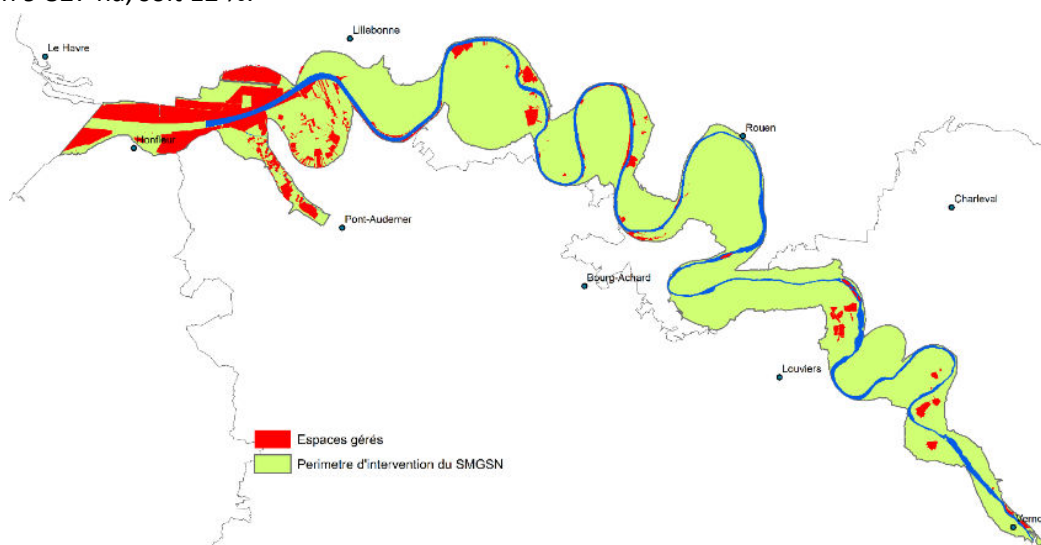 Lillebonne
Le Havre
Rouen
Honfleur
Charleval
Pont-Audemer
Bourg-Achard
Louviers
Espaces gérés
Perimetre d'intervention du SMGSN